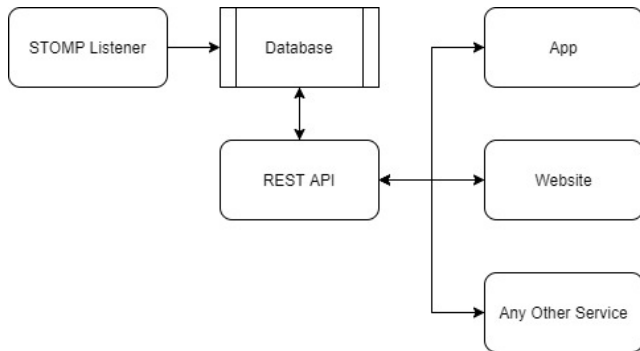 STOMP Listener
Database
App
REST API
Website
Any Other Service